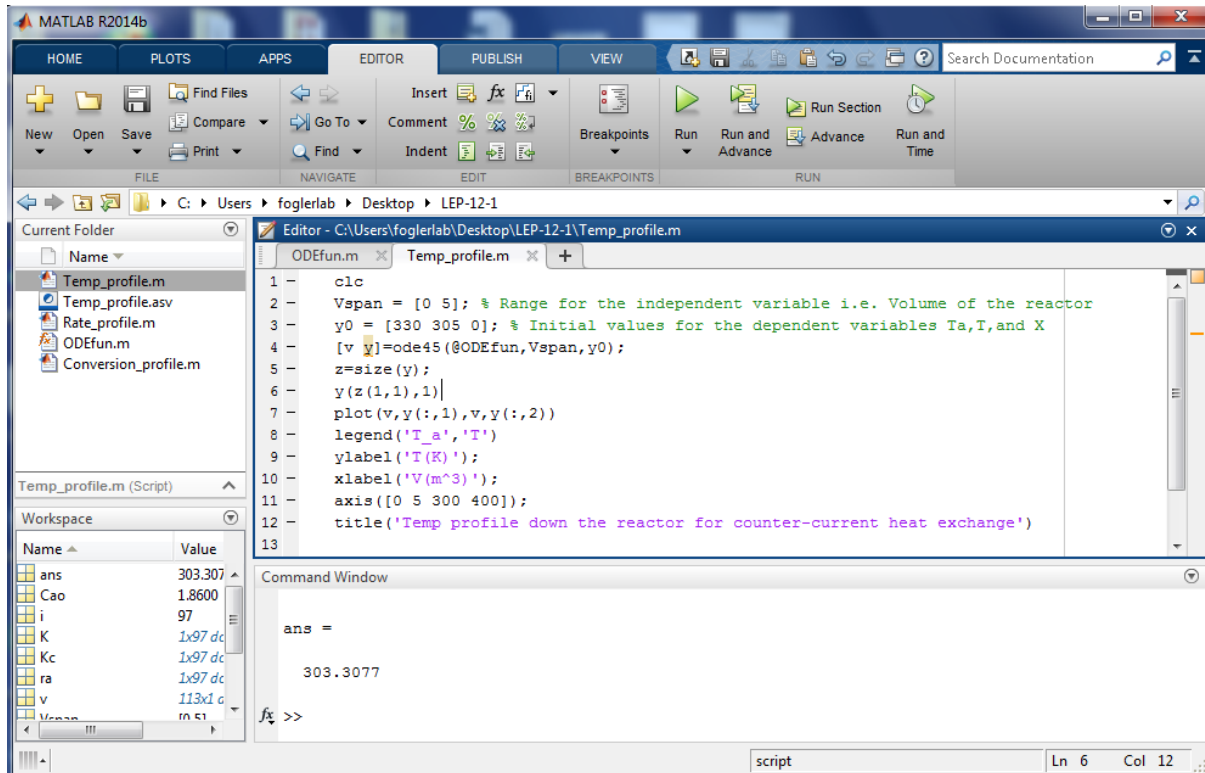 MATLAB R2014b
HOME PLOTS APPS EDITOR PUBLISH VIEW Search Documentation
New Open Save Find Files Compare Print
FILE
Go To Find
NAVIGATE
Insert fx
Comment
Indent
EDIT
Breakpoints
BREAKPOINTS
Run Run and Advance Run Section Advance Run and Time
RUN
C: Users foglerlab Desktop LEP-12-1
Current Folder
Name
Temp_profile.m
Temp_profile.asv
Rate_profile.m
ODEfun.m
Conversion_profile.m
Temp_profile.m (Script)
Workspace
Name Value
ans 303.307
Cao 1.8600
i 97
K 1x97 dc
Kc 1x97 dc
ra 1x97 dc
v 113x1 d
Vspan [0 5]
Editor - C:\Users\foglerlab\Desktop\LEP-12-1\Temp_profile.m
ODEfun.m Temp_profile.m
1 - clc
2 - Vspan = [0 5]; % Range for the independent variable i.e. Volume of the reactor
3 - y0 = [330 305 0]; % Initial values for the dependent variables Ta,T,and X
4 - [v y]=ode45(@ODEfun,Vspan,y0);
5 - z=size(y);
6 - y(z(1,1),1)
7 - plot(v,y(:,1),v,y(:,2))
8 - legend('T_a','T')
9 - ylabel('T(K)');
10 - xlabel('V(m^3)');
11 - axis([0 5 300 400]);
12 - title('Temp profile down the reactor for counter-current heat exchange')
13
Command Window
ans =
303.3077
fx >>
script Ln 6 Col 12